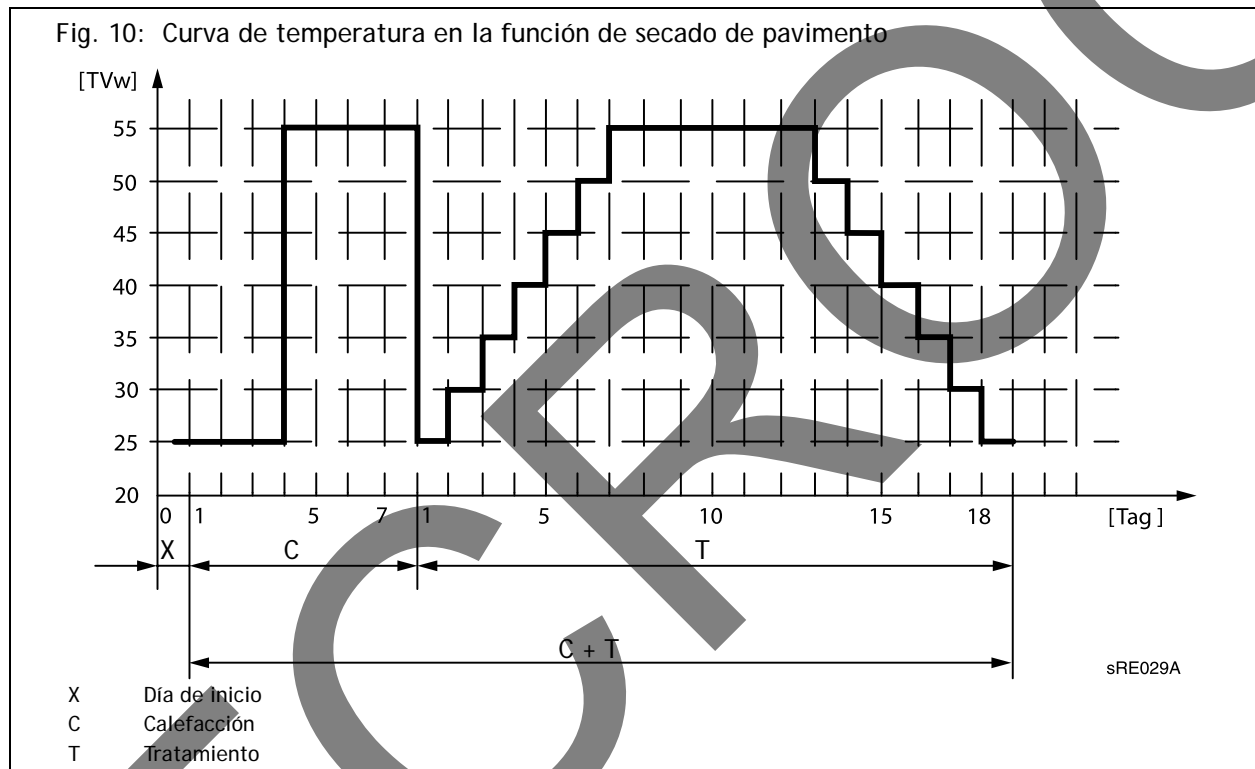 Fig. 10: Curva de temperatura en la función de secado de pavimento
[TVw]
55
50
45
40
35
30
25
20
0 1 5 7 1 5 10 15 18 [Tag]
X C T
C + T
sRE029A
X Día de inicio
C Calefacción
T Tratamiento